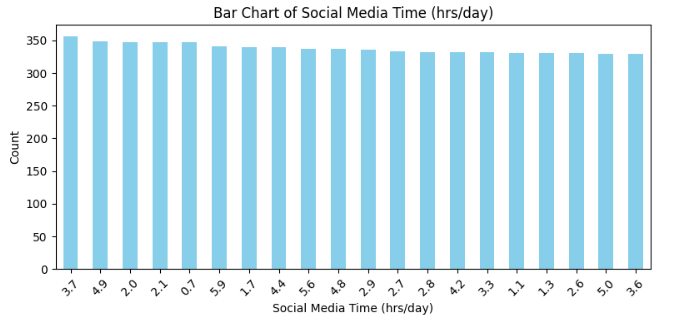 Bar Chart of Social Media Time (hrs/day)
350
300
250
200
150
100
50
0
Count
3.7 4.9 2.0 2.1 0.7 5.9 1.7 4.4 5.6 4.8 2.9 2.7 2.8 4.2 3.3 1.1 1.3 2.6 5.0 3.6
Social Media Time (hrs/day)